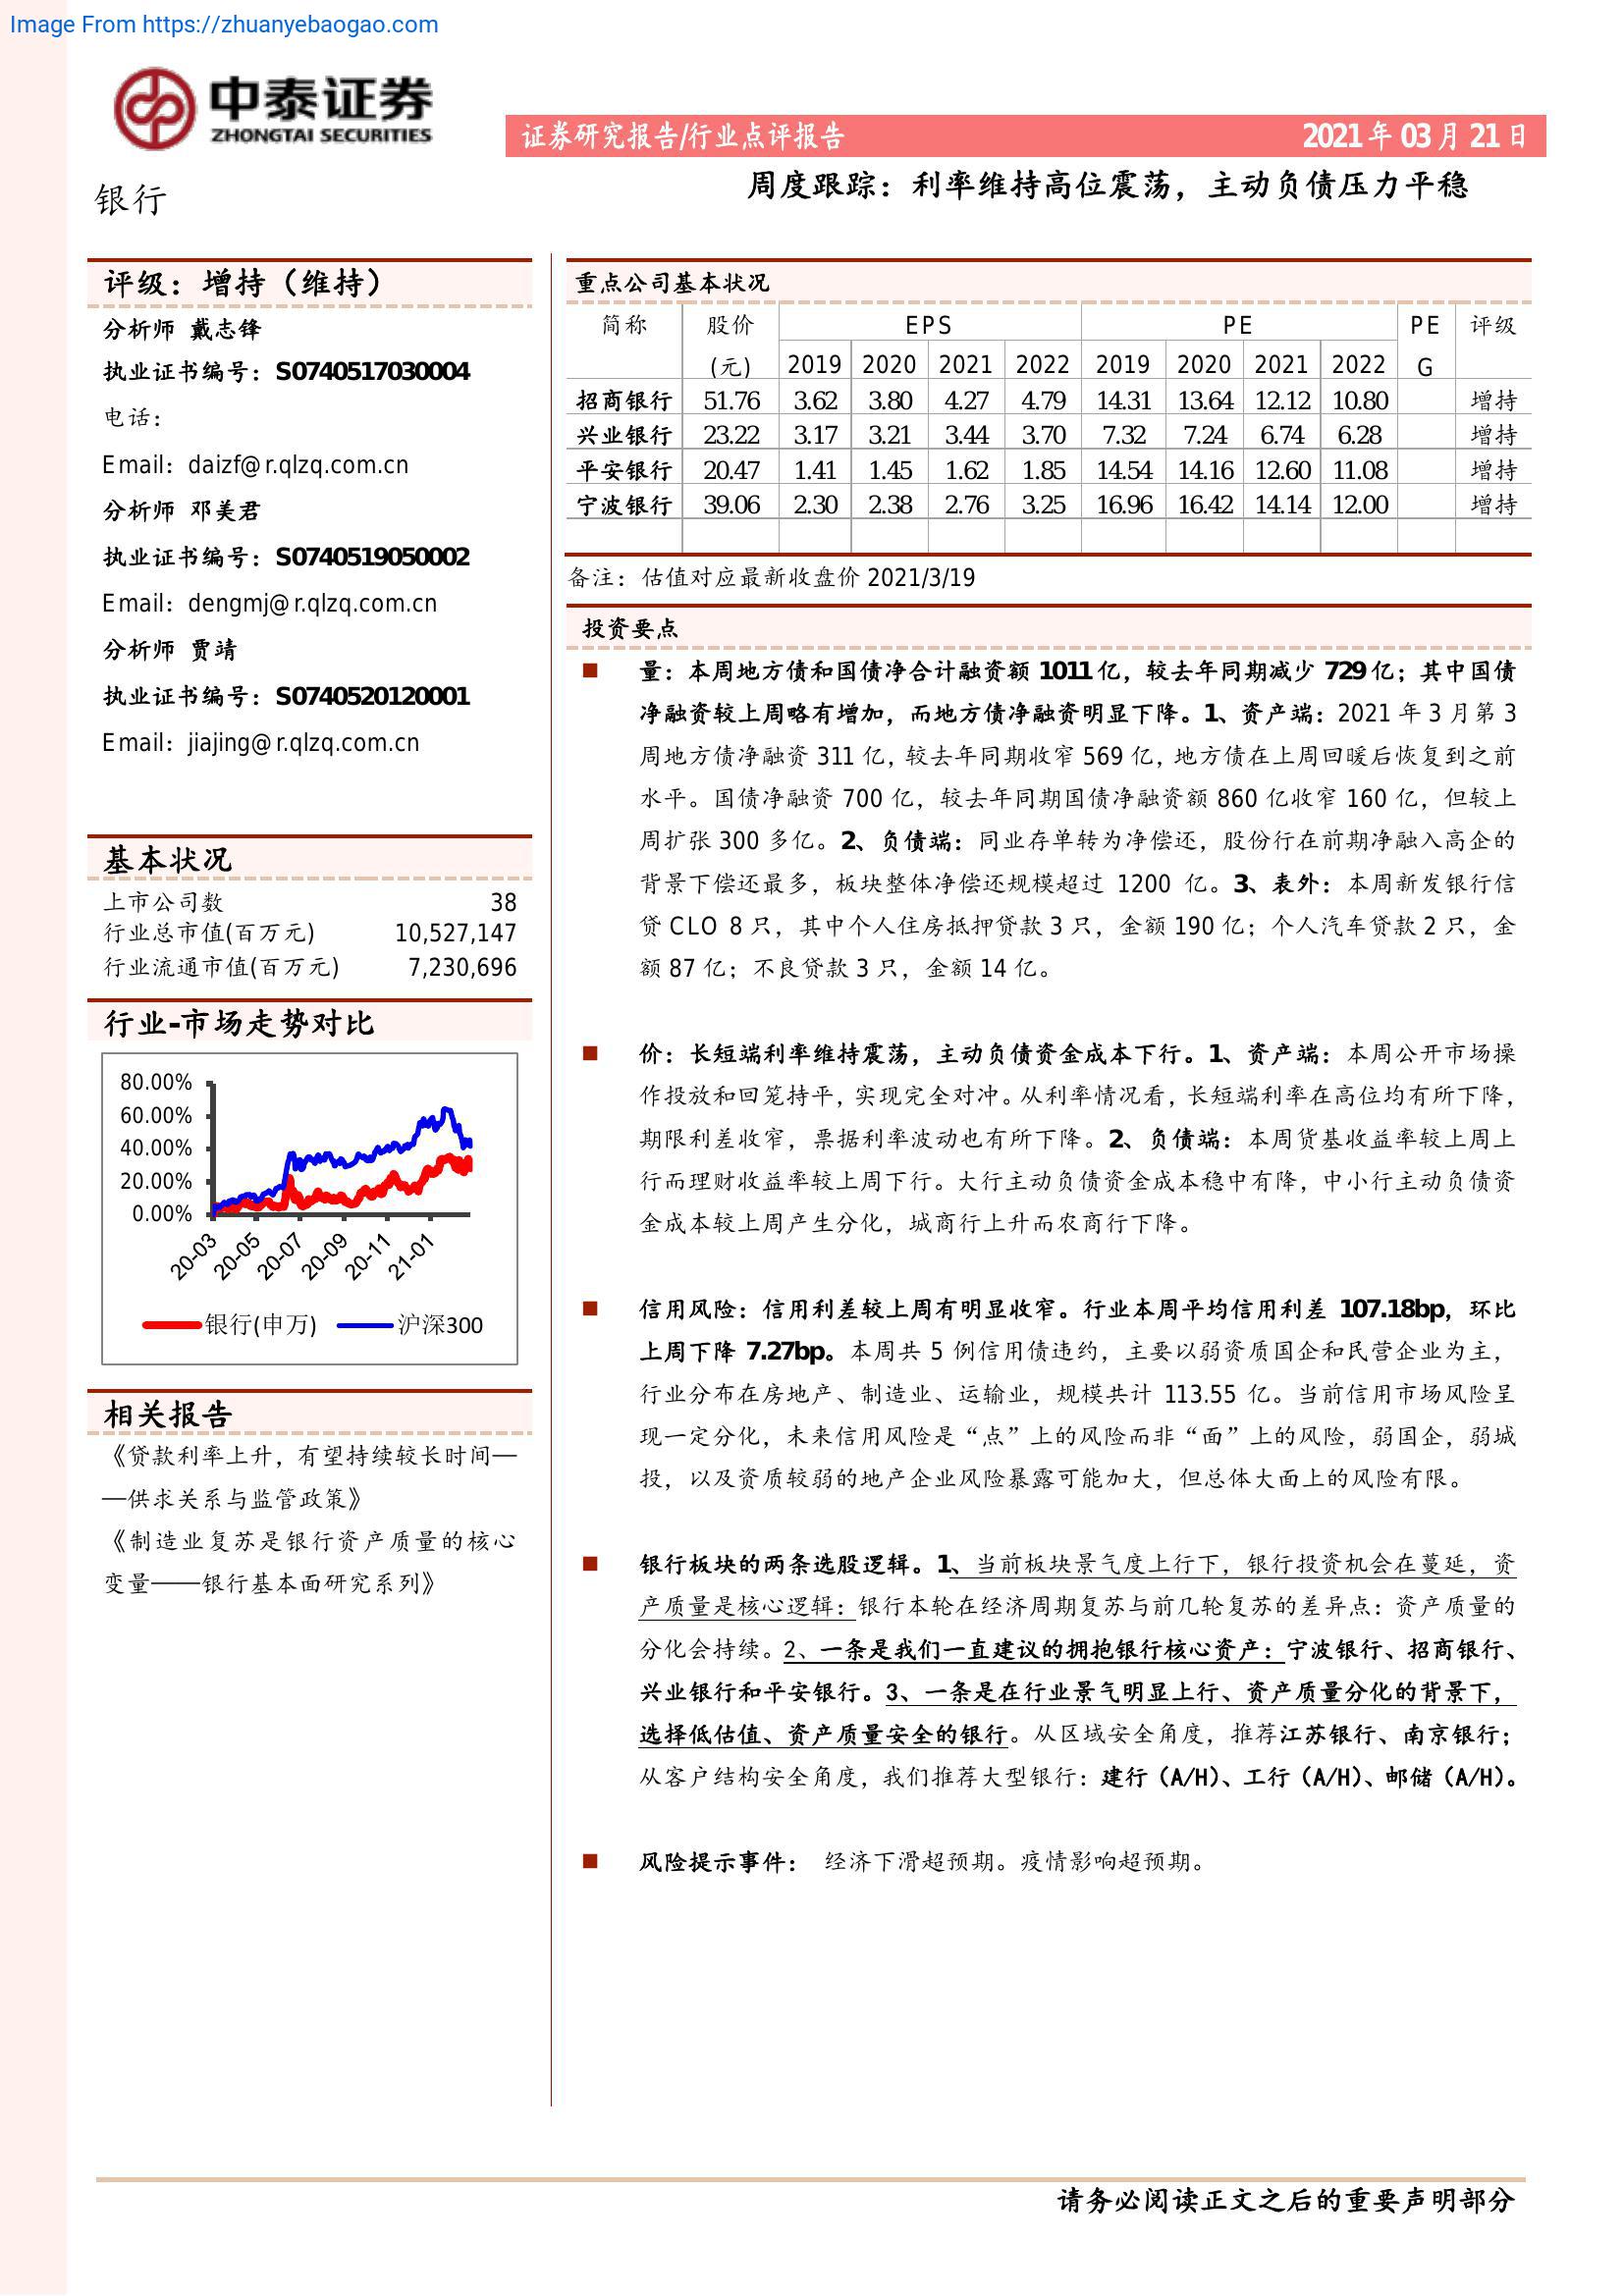 Image From https://zhuanyebaogao.com
中泰证券
ZHONGTAI SECURITIES
证券研究报告/行业点评报告 2021年 03月 21日
银行
周度跟踪：利率维持高位震荡，主动负债压力平稳
评级：增持（维持）
分析师 戴志锋
执业证书编号：S0740517030004
电话：
Email：daizf@r.qlzq.com.cn
分析师 邓美君
执业证书编号：S0740519050002
Email：dengmj@r.qlzq.com.cn
分析师 贾靖
执业证书编号：S0740520120001
Email：jiajing@r.qlzq.com.cn
基本状况
上市公司数 38
行业总市值(百万元) 10,527,147
行业流通市值(百万元) 7,230,696
行业-市场走势对比
80.00%
60.00%
40.00%
20.00%
0.00%
20-03 20-05 20-07 20-09 20-11 21-01
银行(申万) 沪深300
相关报告
《贷款利率上升，有望持续较长时间—
—供求关系与监管政策》
《制造业复苏是银行资产质量的核心
变量——银行基本面研究系列》
重点公司基本状况
简称 股价 EPS PE PE 评级
(元) 2019 2020 2021 2022 2019 2020 2021 2022 G
招商银行 51.76 3.62 3.80 4.27 4.79 14.31 13.64 12.12 10.80 增持
兴业银行 23.22 3.17 3.21 3.44 3.70 7.32 7.24 6.74 6.28 增持
平安银行 20.47 1.41 1.45 1.62 1.85 14.54 14.16 12.60 11.08 增持
宁波银行 39.06 2.30 2.38 2.76 3.25 16.96 16.42 14.14 12.00 增持
备注：估值对应最新收盘价 2021/3/19
投资要点
■ 量：本周地方债和国债净合计融资额 1011亿，较去年同期减少 729亿；其中国债
净融资较上周略有增加，而地方债净融资明显下降。1、资产端：2021 年 3 月第 3
周地方债净融资 311 亿，较去年同期收窄 569 亿，地方债在上周回暖后恢复到之前
水平。国债净融资 700 亿，较去年同期国债净融资额 860 亿收窄 160 亿，但较上
周扩张 300 多亿。2、负债端：同业存单转为净偿还，股份行在前期净融入高企的
背景下偿还最多，板块整体净偿还规模超过 1200 亿。3、表外：本周新发银行信
贷 CLO 8 只，其中个人住房抵押贷款 3 只，金额 190 亿；个人汽车贷款 2 只，金
额 87 亿；不良贷款 3 只，金额 14 亿。
■ 价：长短端利率维持震荡，主动负债资金成本下行。1、资产端：本周公开市场操
作投放和回笼持平，实现完全对冲。从利率情况看，长短端利率在高位均有所下降，
期限利差收窄，票据利率波动也有所下降。2、负债端：本周货基收益率较上周上
行而理财收益率较上周下行。大行主动负债资金成本稳中有降，中小行主动负债资
金成本较上周产生分化，城商行上升而农商行下降。
■ 信用风险：信用利差较上周有明显收窄。行业本周平均信用利差 107.18bp，环比
上周下降 7.27bp。本周共 5 例信用债违约，主要以弱资质国企和民营企业为主，
行业分布在房地产、制造业、运输业，规模共计 113.55 亿。当前信用市场风险呈
现一定分化，未来信用风险是“点”上的风险而非“面”上的风险，弱国企，弱城
投，以及资质较弱的地产企业风险暴露可能加大，但总体大面上的风险有限。
■ 银行板块的两条选股逻辑。1、当前板块景气度上行下，银行投资机会在蔓延，资
产质量是核心逻辑：银行本轮在经济周期复苏与前几轮复苏的差异点：资产质量的
分化会持续。2、一条是我们一直建议的拥抱银行核心资产：宁波银行、招商银行、
兴业银行和平安银行。3、一条是在行业景气明显上行、资产质量分化的背景下，
选择低估值、资产质量安全的银行。从区域安全角度，推荐江苏银行、南京银行；
从客户结构安全角度，我们推荐大型银行：建行（A/H）、工行（A/H）、邮储（A/H）。
■ 风险提示事件： 经济下滑超预期。疫情影响超预期。
请务必阅读正文之后的重要声明部分